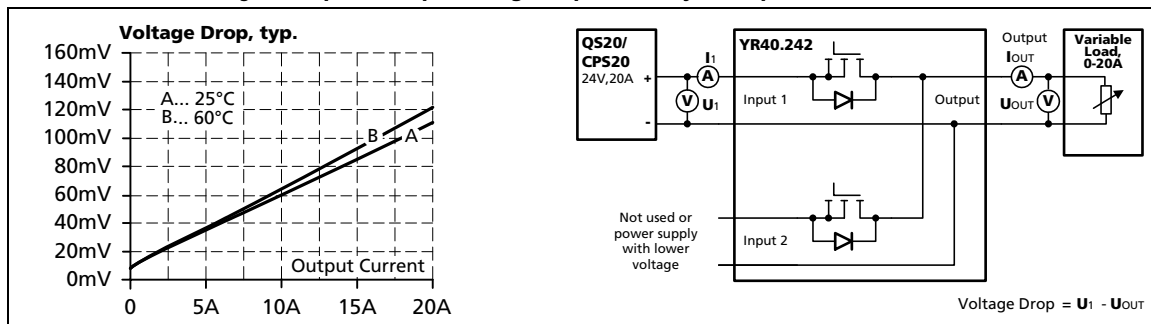 Voltage Drop, typ.
160mV
140mV
120mV
100mV
80mV
60mV
40mV
20mV
0mV
A... 25°C
B... 60°C
B
A
Output Current
0
5A
10A
15A
20A
QS20/
CPS20
24V,20A
+
-
I1
A
V
U1
YR40.242
Input 1
Output
Input 2
Not used or
power supply
with lower
voltage
Output
IOUT
A
UOUT
V
Variable
Load,
0-20A
Voltage Drop = U1 - UOUT